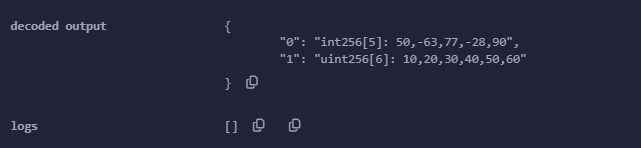 decoded output {
"0": "int256[5]: 50,-63,77,-28,90",
"1": "uint256[6]: 10,20,30,40,50,60"
}
logs []